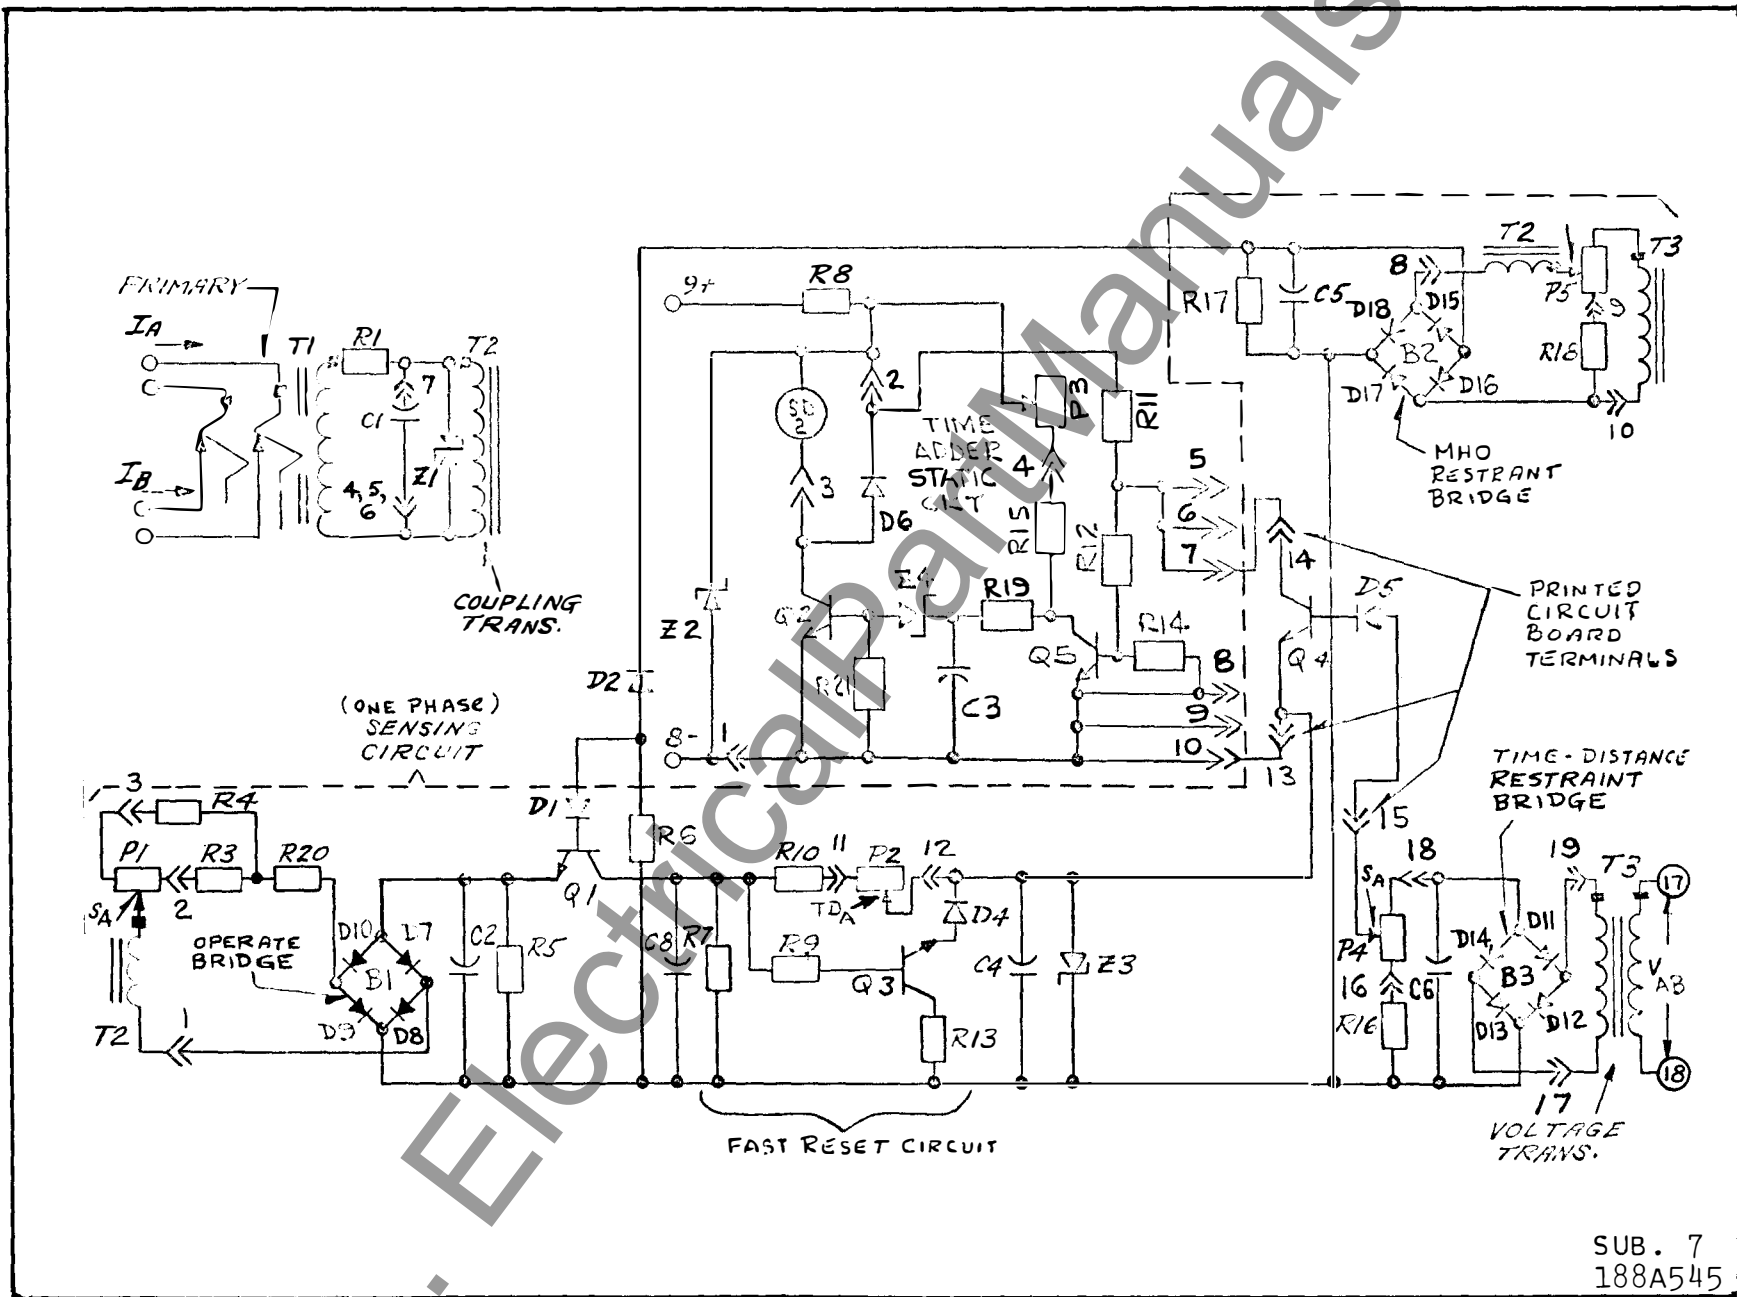 PRIMARY
IA
IB
T1
R1
T2
7
C1
Z1
4, 5,
6
COUPLING
TRANS.
9+
R8
SD
2
2
3
D6
TIME
ADDER
STATIC
CKT
P3
4
R15
R11
R12
5
6
7
Z2
Q2
Z4
R19
R21
C3
Q5
R14
8
9
10
8-
1
D2
R17
C5
8
D18
D15
B2
D17
D16
T2
P5
9
R18
T3
10
MHO
RESTRANT
BRIDGE
14
D5
Q4
13
PRINTED
CIRCUIT
BOARD
TERMINALS
(ONE PHASE)
SENSING
CIRCUIT
3
R4
P1
R3
R20
SA
2
OPERATE
BRIDGE
D10
D7
B1
D9
D8
T2
1
C2
R5
D1
Q1
R6
C8
R7
R10
11
P2
12
TDA
R9
Q3
D4
R13
C4
Z3
FAST RESET CIRCUIT
TIME-DISTANCE
RESTRAINT
BRIDGE
15
18
SA
P4
16
R16
C6
D14
D11
B3
D13
D12
19
T3
17
VAB
18
17
VOLTAGE
TRANS.
SUB. 7
188A545
ElectricalPartManuals